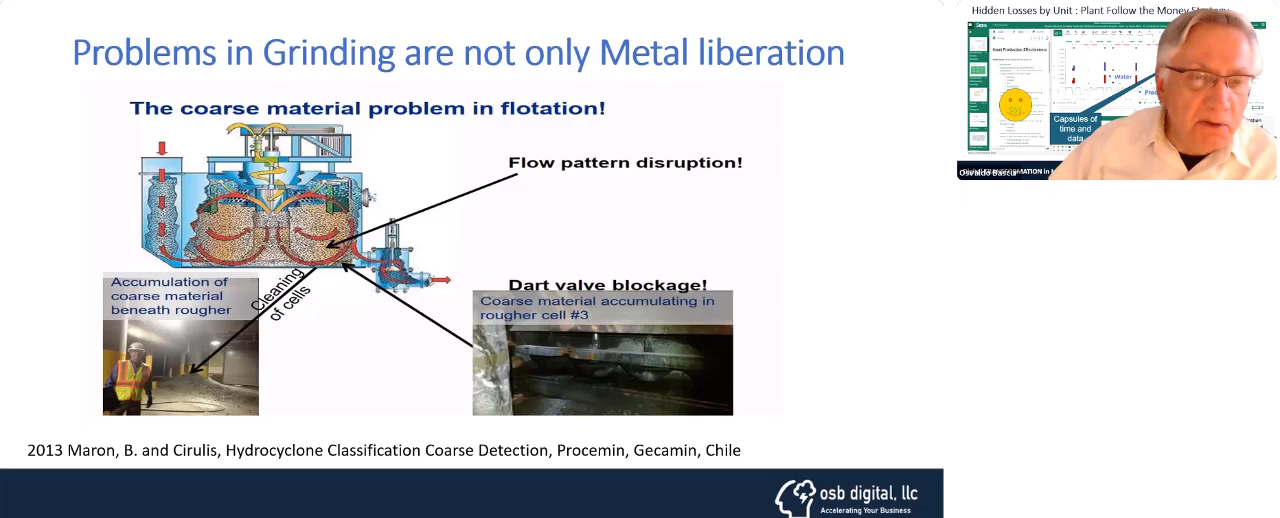 Problems in Grinding are not only Metal liberation
The coarse material problem in flotation!
Flow pattern disruption!
Accumulation of
coarse material
beneath rougher
Cleaning
of cells
Dart valve blockage!
Coarse material accumulating in
rougher cell #3
2013 Maron, B. and Cirulis, Hydrocyclone Classification Coarse Detection, Procemin, Gecamin, Chile
osb digital, llc
Accelerating Your Business
Hidden Losses by Unit : Plant Follow the Money Strategy
Water
Capsules of
time and
data
Osvaldo Bascur